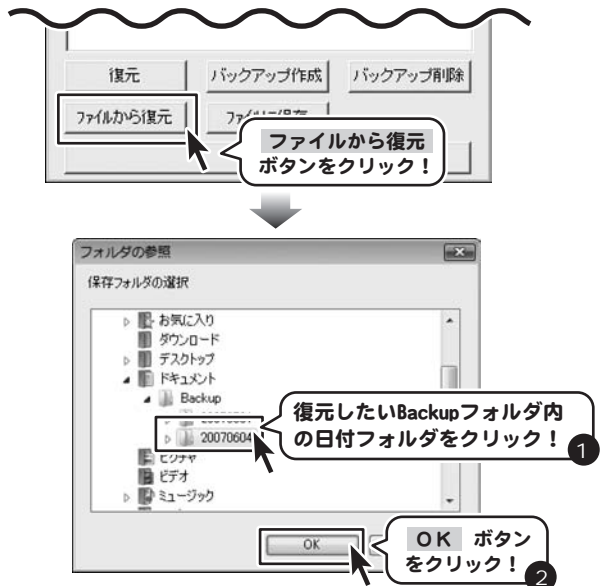 復元 バックアップ作成 バックアップ削除
ファイルから復元
ファイルから復元
ボタンをクリック！
フォルダの参照
保存フォルダの選択
お気に入り
ダウンロード
デスクトップ
ドキュメント
Backup
20070604
ピクチャ
ビデオ
ミュージック
復元したいBackupフォルダ内
の日付フォルダをクリック！
1
OK
OK ボタン
をクリック！
2